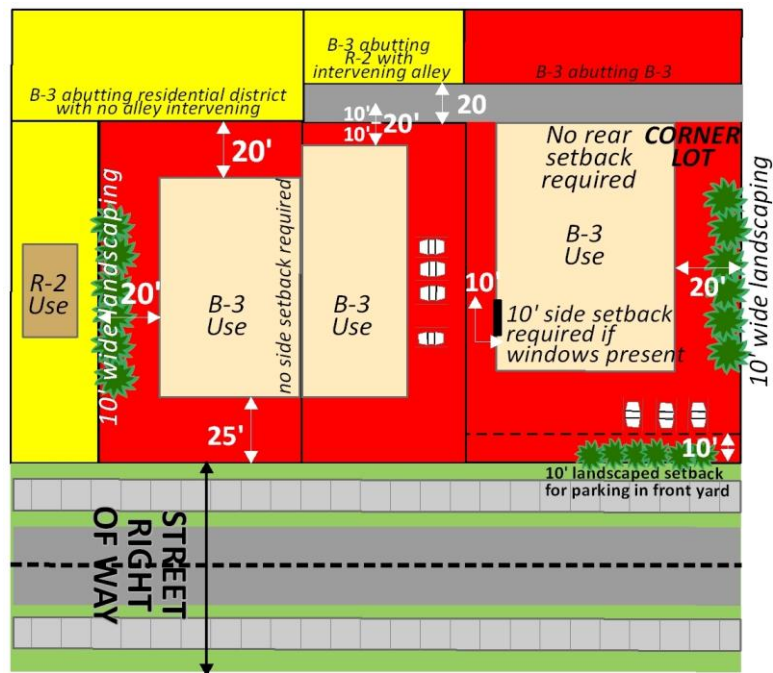 B-3 abutting
R-2 with
intervening alley
B-3 abutting B-3
B-3 abutting residential district
with no alley intervening
20
10'
20'
10'
20'
No rear
setback
required
CORNER
LOT
10' wide landscaping
R-2
Use
20'
B-3
Use
no side setback required
B-3
Use
B-3
Use
10'
20'
10' side setback
required if
windows present
10' wide landscaping
25'
10'
10' landscaped setback
for parking in front yard
STREET
RIGHT
OF WAY